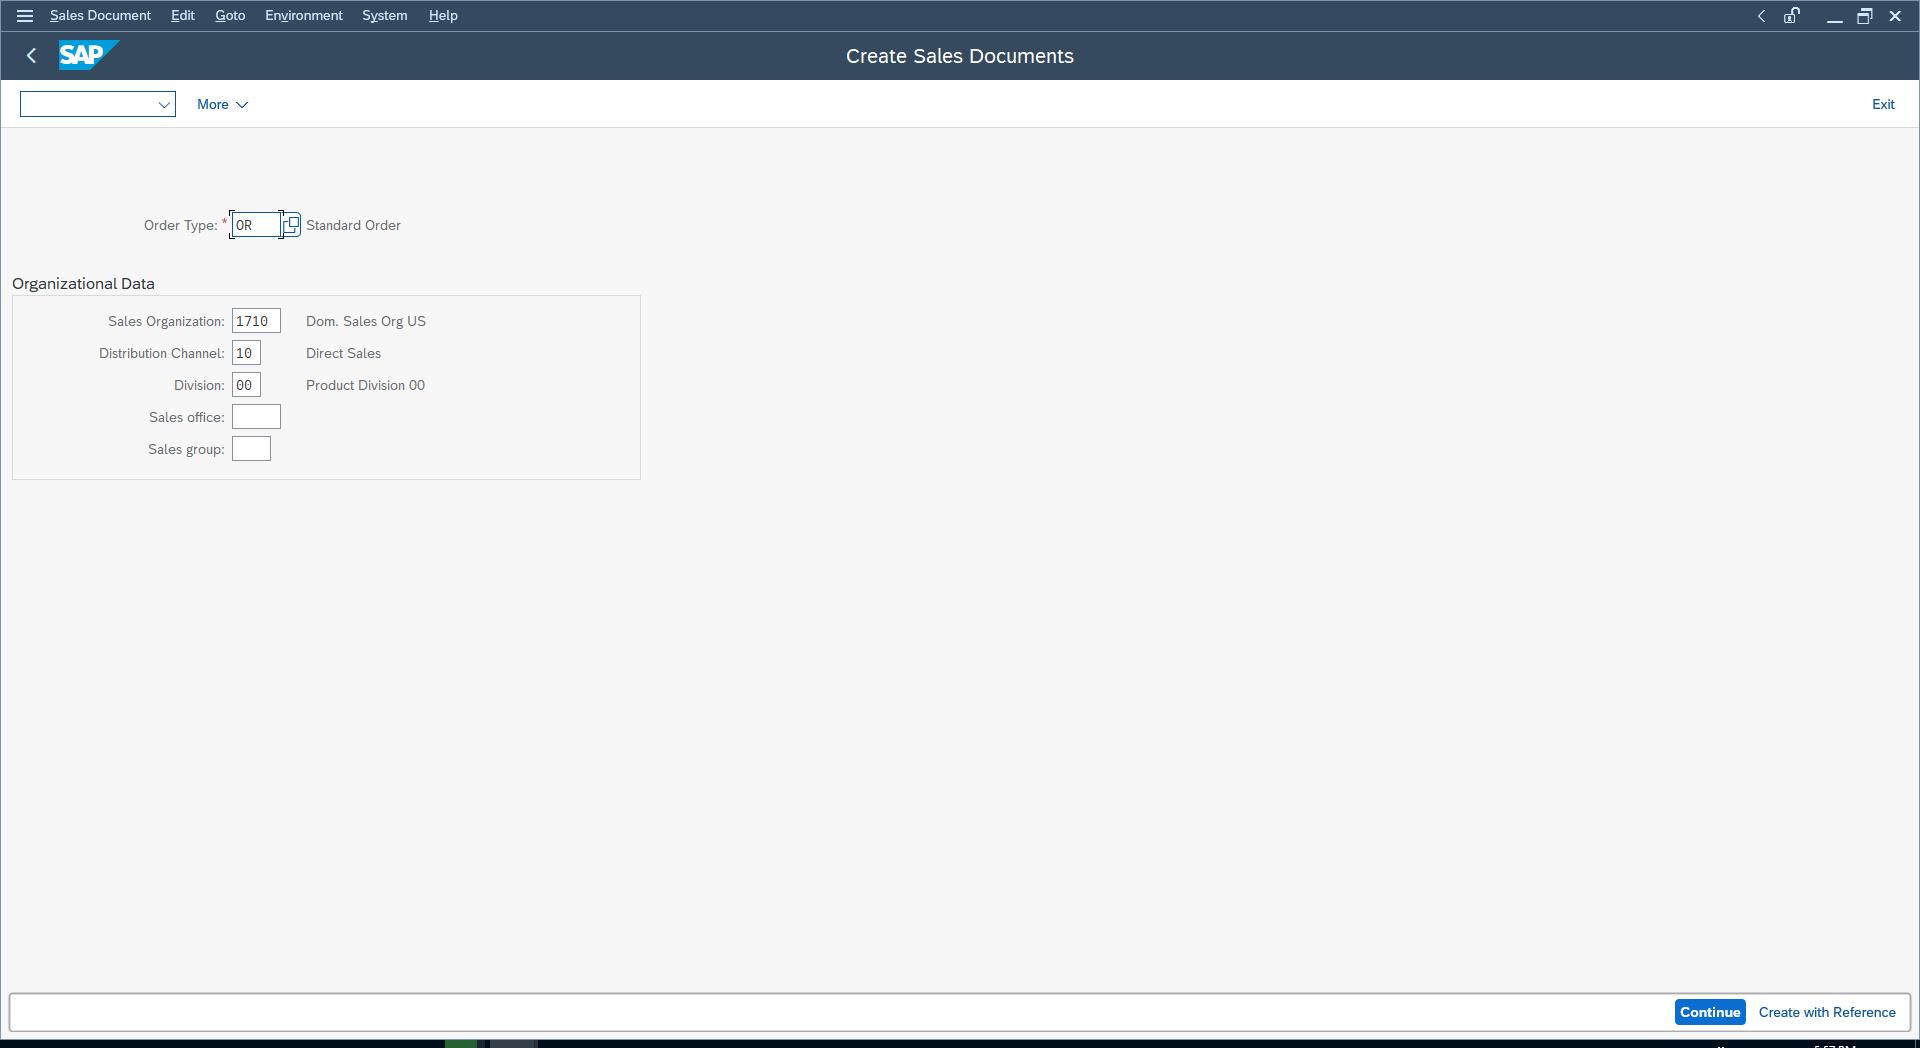 Sales Document Edit Goto Environment System Help
SAP
Create Sales Documents
More
Exit
Order Type: * OR Standard Order
Organizational Data
Sales Organization: 1710 Dom. Sales Org US
Distribution Channel: 10 Direct Sales
Division: 00 Product Division 00
Sales office:
Sales group:
Continue Create with Reference